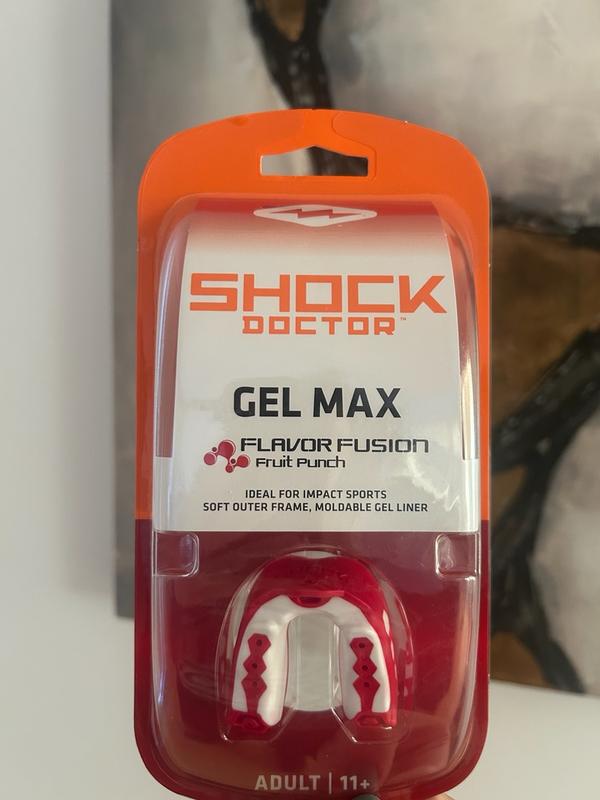 SHOCK
DOCTOR™
GEL MAX
FLAVOR FUSION
Fruit Punch
IDEAL FOR IMPACT SPORTS
SOFT OUTER FRAME, MOLDABLE GEL LINER
ADULT | 11+